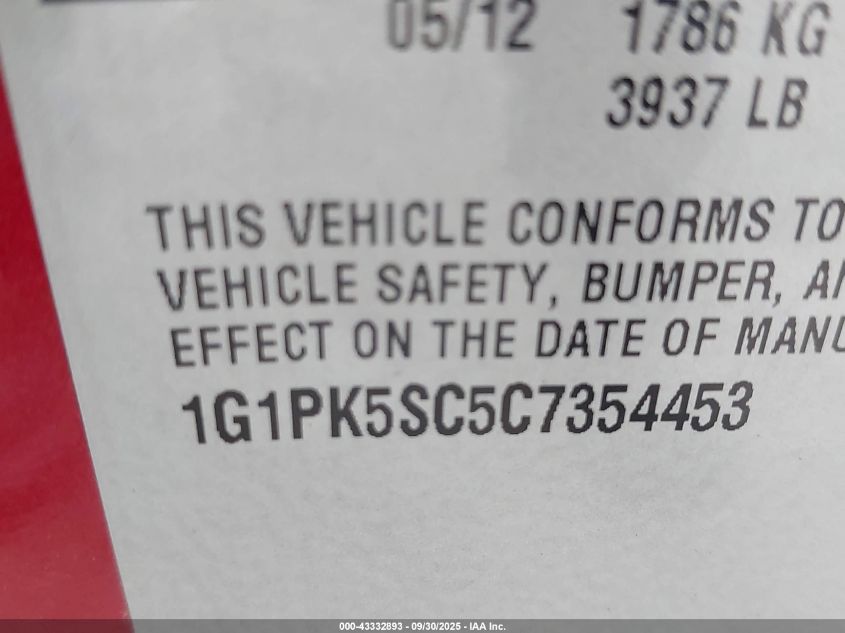 05/12 1786 KG
3937 LB
THIS VEHICLE CONFORMS TO
VEHICLE SAFETY, BUMPER,
EFFECT ON THE DATE OF
1G1PK5SC5C7354453
000-43332893 - 09/30/2025 - IAA Inc.